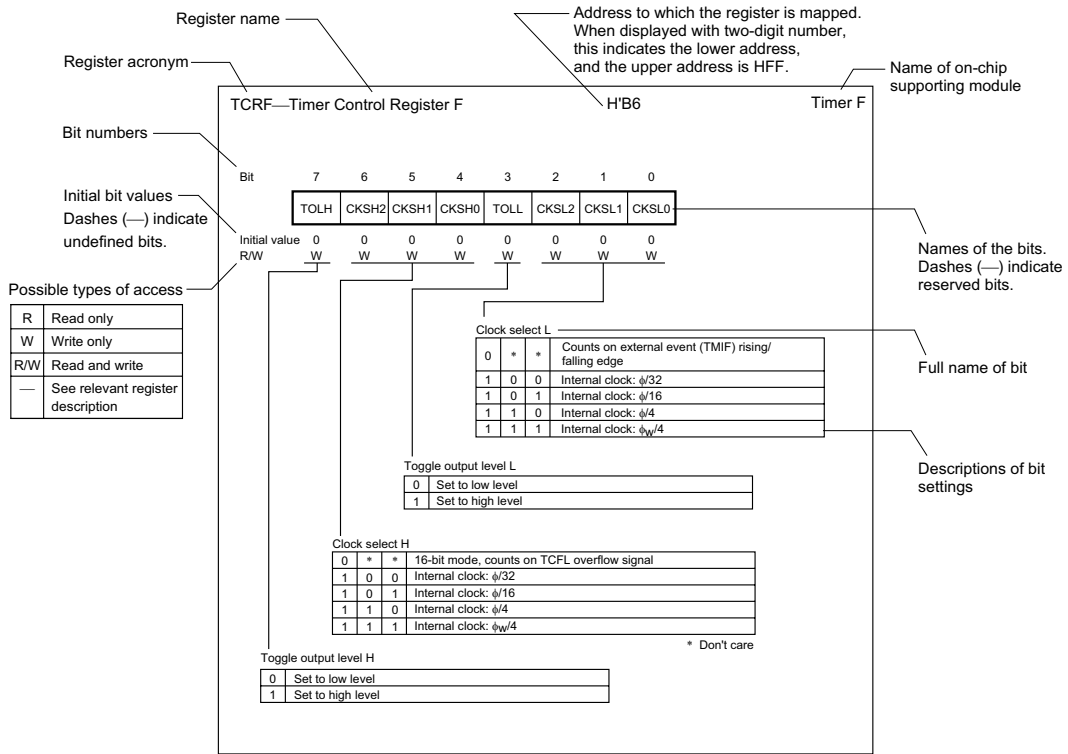 Register name
Address to which the register is mapped.
When displayed with two-digit number,
this indicates the lower address,
and the upper address is HFF.
Register acronym
Name of on-chip
supporting module
TCRF—Timer Control Register F
H'B6
Timer F
Bit numbers
Bit 7 6 5 4 3 2 1 0
Initial bit values
Dashes (—) indicate
undefined bits.
TOLH CKSH2 CKSH1 CKSH0 TOLL CKSL2 CKSL1 CKSL0
Initial value 0 0 0 0 0 0 0 0
R/W W W W W W W W W
Names of the bits.
Dashes (—) indicate
reserved bits.
Possible types of access
R Read only
W Write only
R/W Read and write
— See relevant register
description
Clock select L
0 * * Counts on external event (TMIF) rising/
falling edge
1 0 0 Internal clock: ϕ/32
1 0 1 Internal clock: ϕ/16
1 1 0 Internal clock: ϕ/4
1 1 1 Internal clock: ϕW/4
Full name of bit
Descriptions of bit
settings
Toggle output level L
0 Set to low level
1 Set to high level
Clock select H
0 * * 16-bit mode, counts on TCFL overflow signal
1 0 0 Internal clock: ϕ/32
1 0 1 Internal clock: ϕ/16
1 1 0 Internal clock: ϕ/4
1 1 1 Internal clock: ϕW/4
* Don't care
Toggle output level H
0 Set to low level
1 Set to high level